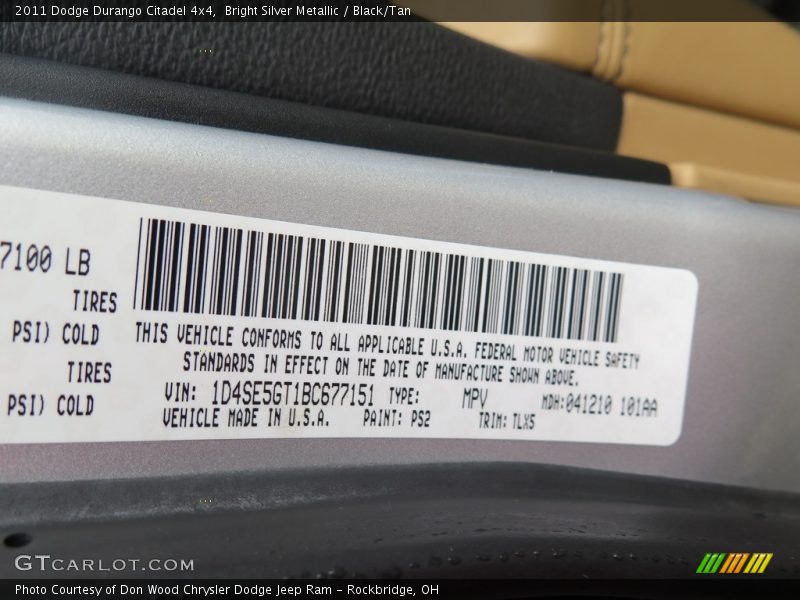 2011 Dodge Durango Citadel 4x4,  Bright Silver Metallic / Black/Tan
7100 LB
TIRES
PSI) COLD
TIRES
PSI) COLD
THIS VEHICLE CONFORMS TO ALL APPLICABLE U.S.A. FEDERAL MOTOR VEHICLE SAFETY
STANDARDS IN EFFECT ON THE DATE OF MANUFACTURE SHOWN ABOVE.
VIN: 1D4SE5GT1BC677151 TYPE: MPV MDH:041210 101AA
VEHICLE MADE IN U.S.A. PAINT: PS2 TRIM: TLX5
GTCARLOT.COM
Photo Courtesy of Don Wood Chrysler Dodge Jeep Ram - Rockbridge, OH